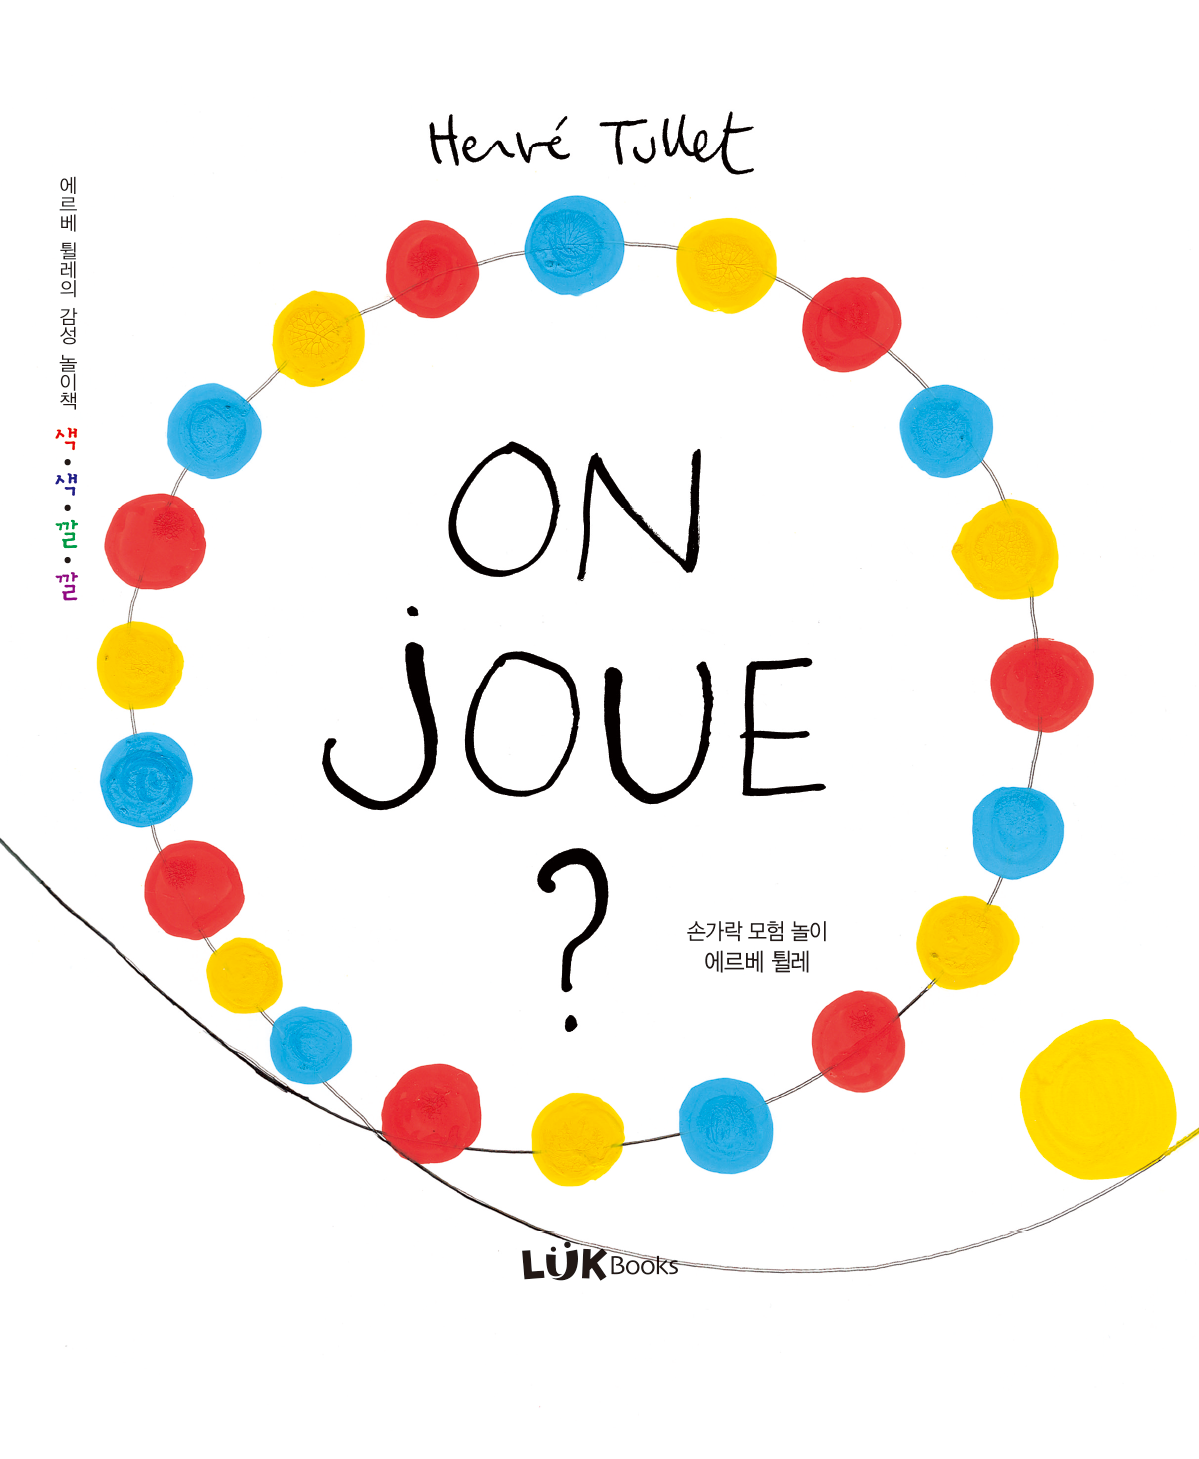 Hervé Tullet
에르베 튈레의 감성 놀이책 색•색•깔•깔
ON
jOUE
?
손가락 모험 놀이
에르베 튈레
LÜK Books